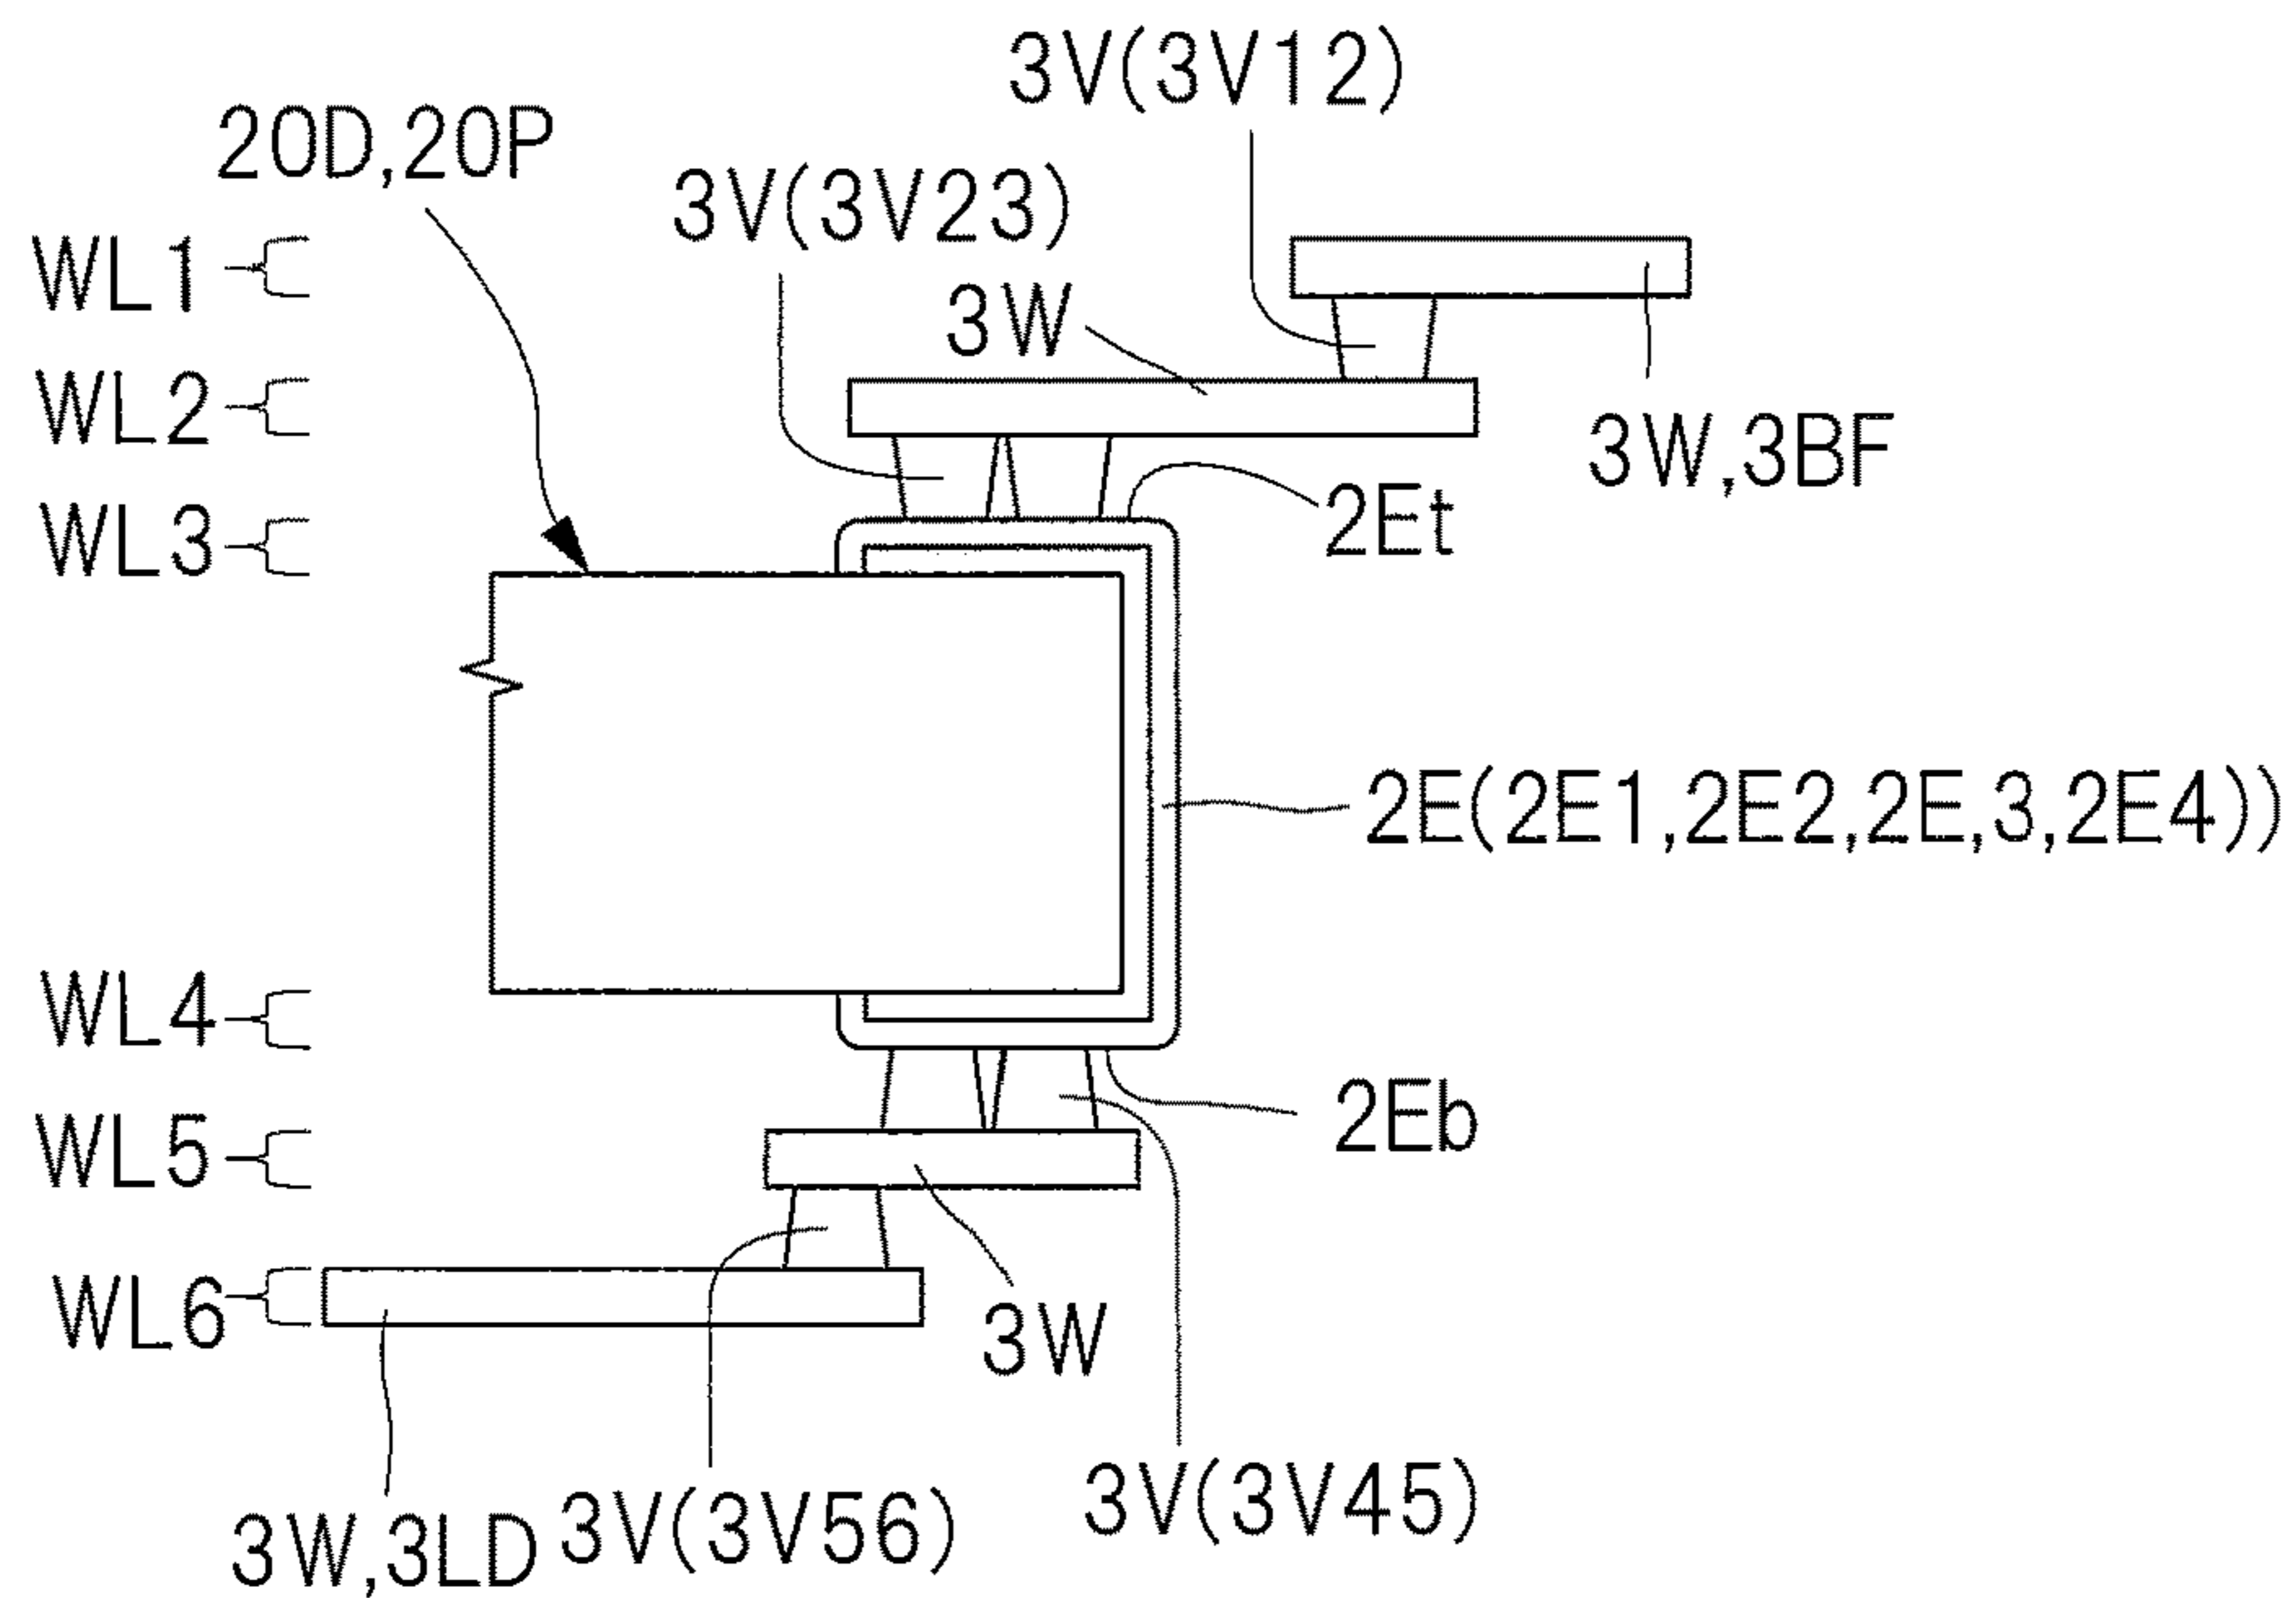 3V(3V12)
20D,20P
3V(3V23)
WL1
3W
WL2
3W,3BF
WL3
2Et
2E(2E1,2E2,2E,3,2E4))
WL4
2Eb
WL5
WL6
3W
3V(3V45)
3V(3V56)
3W,3LD